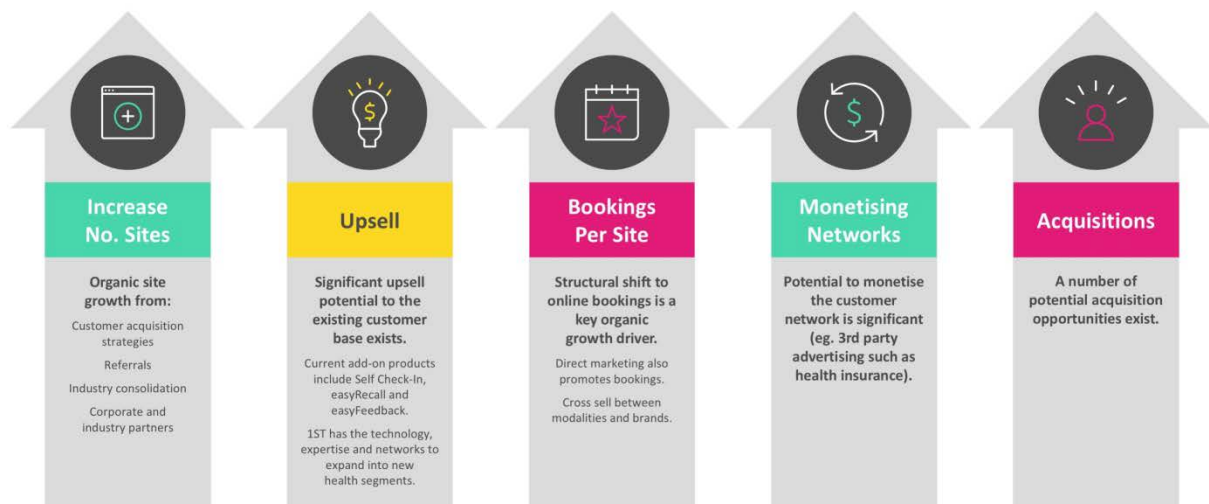 Increase
No. Sites
Organic site
growth from:
Customer acquisition
strategies
Referrals
Industry consolidation
Corporate and
industry partners
$
Upsell
Significant upsell
potential to the
existing customer
base exists.
Current add-on products
include Self Check-In,
easyRecall and
easyFeedback.
1ST has the technology,
expertise and networks to
expand into new
health segments.
Bookings
Per Site
Structural shift to
online bookings is a
key organic
growth driver.
Direct marketing also
promotes bookings.
Cross sell between
modalities and brands.
$
Monetising
Networks
Potential to monetise
the customer
network is significant
(eg. 3rd party
advertising such as
health insurance).
Acquisitions
A number of
potential acquisition
opportunities exist.